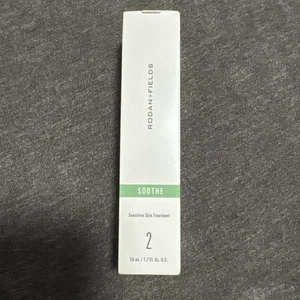 RODAN+FIELDS
SOOTHE
Sensitive Skin Treatment
2
50 mL / 1.7 Fl. Oz. U.S.